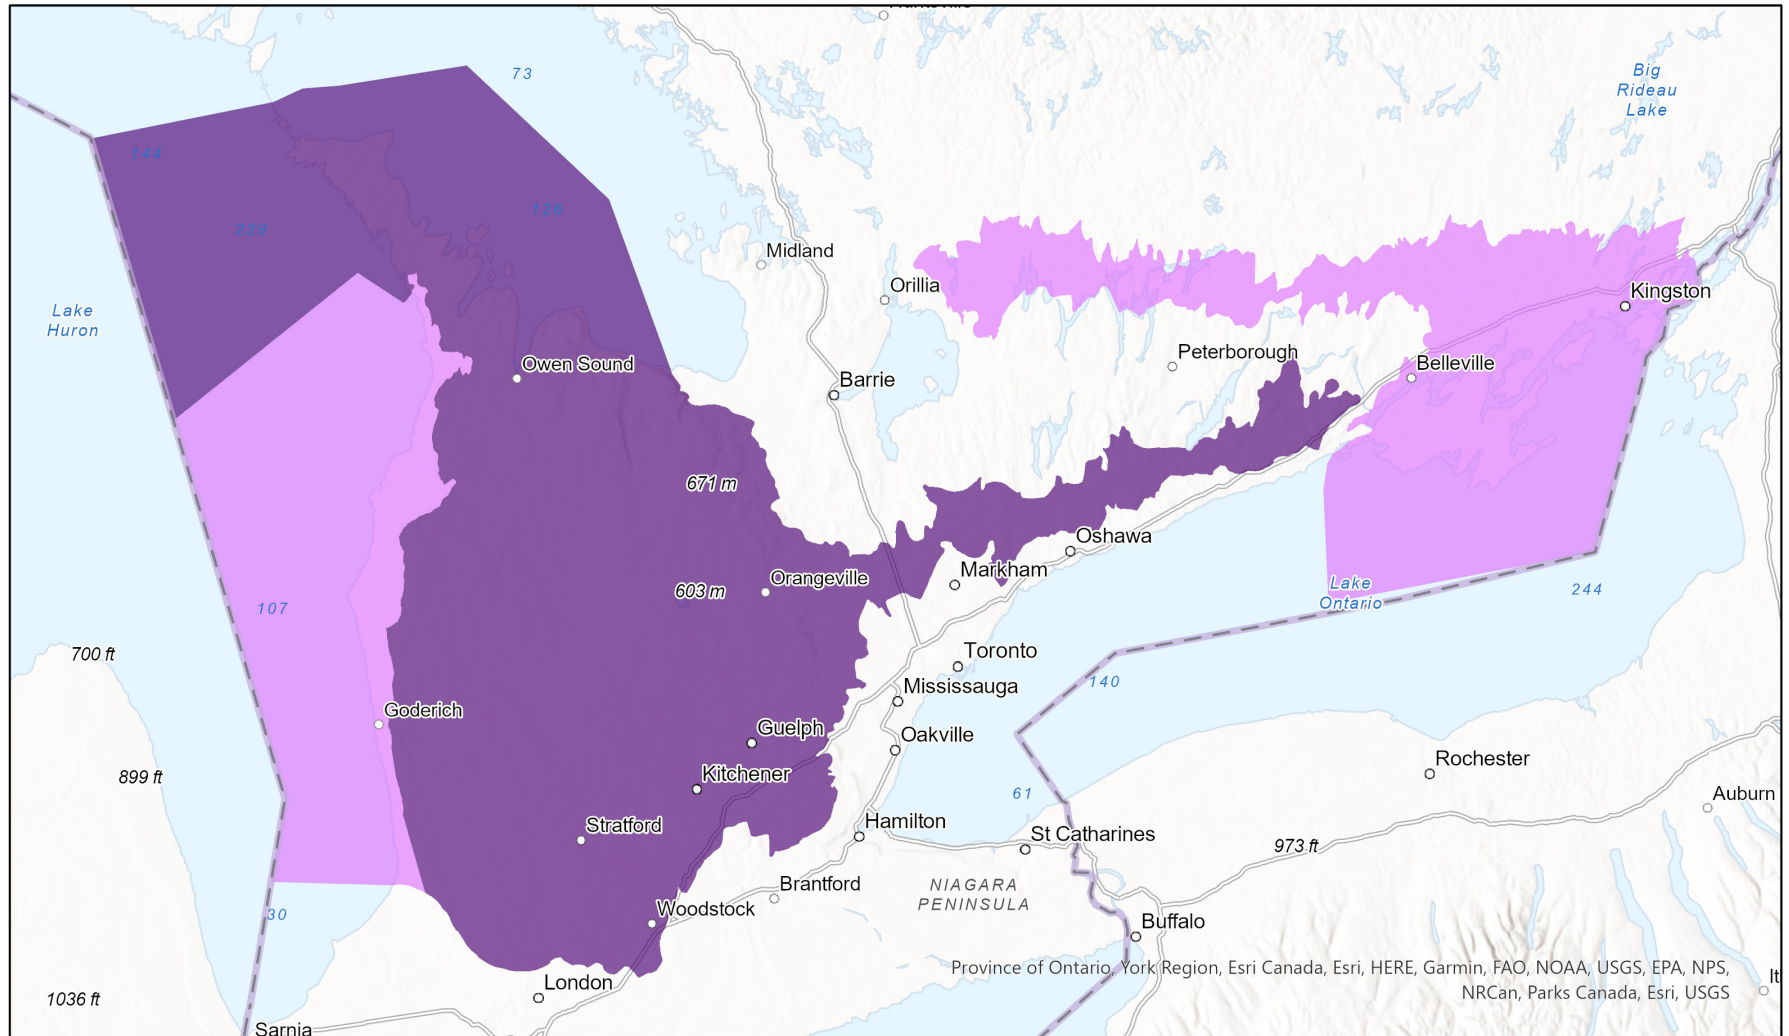 73
Big
Rideau
Lake
144
126
229
Midland
Orillia
Kingston
Lake
Huron
Peterborough
Belleville
Owen Sound
Barrie
671 m
Oshawa
Markham
Orangeville
603 m
Lake
Ontario
244
107
700 ft
Toronto
140
Mississauga
Goderich
Guelph
Oakville
Rochester
899 ft
Kitchener
61
Auburn
Stratford
Hamilton
St Catharines
973 ft
Brantford
NIAGARA
PENINSULA
30
Woodstock
Buffalo
Province of Ontario, York Region, Esri Canada, Esri, HERE, Garmin, FAO, NOAA, USGS, EPA, NPS,
NRCan, Parks Canada, Esri, USGS
It
London
1036 ft
Sarnia